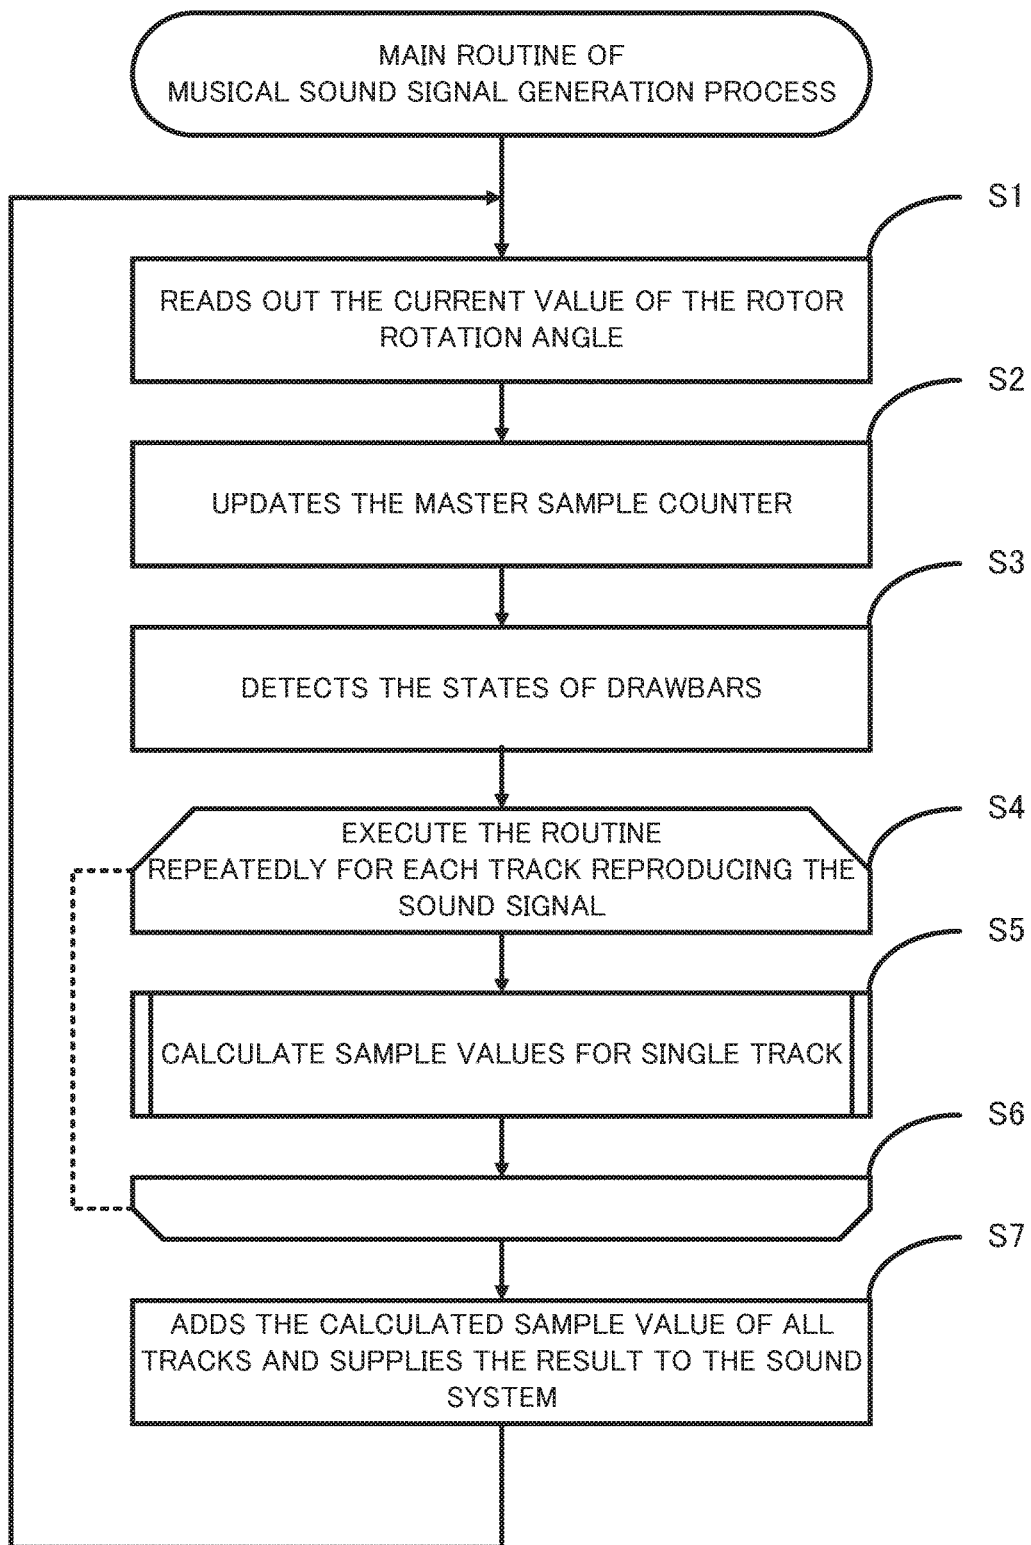 MAIN ROUTINE OF
MUSICAL SOUND SIGNAL GENERATION PROCESS
S1
READS OUT THE CURRENT VALUE OF THE ROTOR
ROTATION ANGLE
S2
UPDATES THE MASTER SAMPLE COUNTER
S3
DETECTS THE STATES OF DRAWBARS
S4
EXECUTE THE ROUTINE
REPEATEDLY FOR EACH TRACK REPRODUCING THE
SOUND SIGNAL
S5
CALCULATE SAMPLE VALUES FOR SINGLE TRACK
S6
S7
ADDS THE CALCULATED SAMPLE VALUE OF ALL
TRACKS AND SUPPLIES THE RESULT TO THE SOUND
SYSTEM